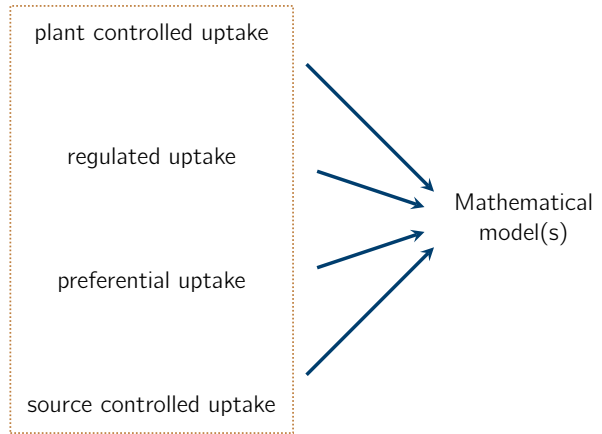 plant controlled uptake
regulated uptake
Mathematical
model(s)
preferential uptake
source controlled uptake